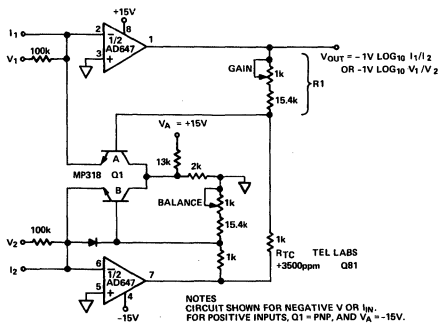 +15V
I1
2
8
1
VOUT = -1V LOG10 I1/I2
OR -1V LOG10 V1/V2
100k
V1
3
1/2
AD647
GAIN
1k
R1
15.4k
VA = +15V
A
13k
2k
MP318 Q1
B
BALANCE
1k
15.4k
100k
V2
1k
1k
RTC
+3500ppm
TEL LABS
Q81
I2
6
5
1/2
AD647
7
4
-15V
NOTES
CIRCUIT SHOWN FOR NEGATIVE V OR IIN.
FOR POSITIVE INPUTS, Q1 = PNP, AND VA = -15V.